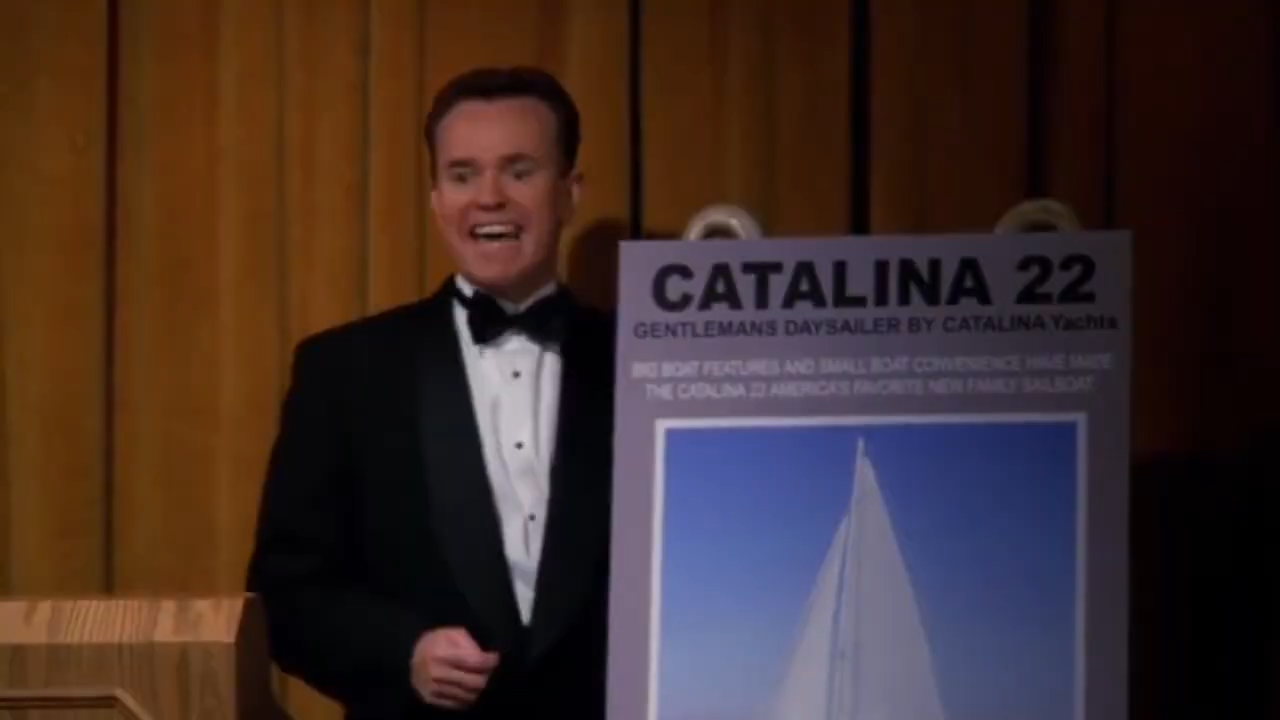 CATALINA 22
GENTLEMANS DAYSAILER BY CATALINA Yachts
BIG BOAT FEATURES AND SMALL BOAT CONVENIENCE HAVE MADE
THE CATALINA 22 AMERICA'S FAVORITE NEW FAMILY SAILBOAT